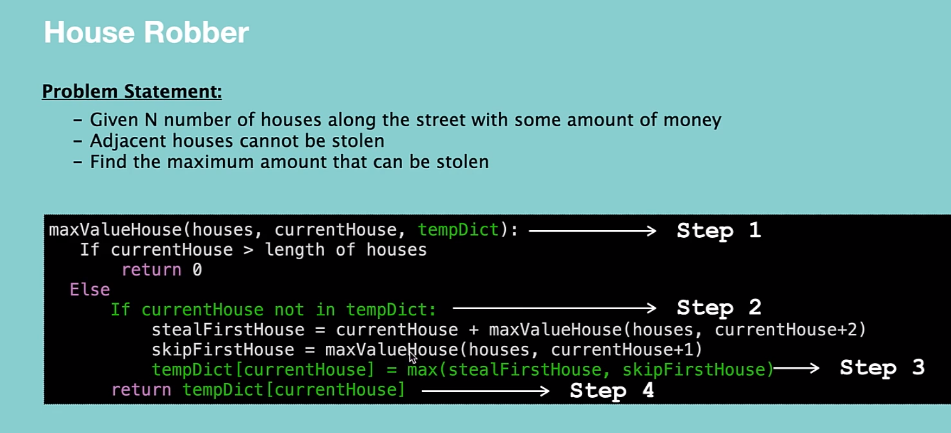 House Robber
Problem Statement:
- Given N number of houses along the street with some amount of money
- Adjacent houses cannot be stolen
- Find the maximum amount that can be stolen
maxValueHouse(houses, currentHouse, tempDict): Step 1
If currentHouse > length of houses
return 0
Else
If currentHouse not in tempDict: Step 2
stealFirstHouse = currentHouse + maxValueHouse(houses, currentHouse+2)
skipFirstHouse = maxValueHouse(houses, currentHouse+1)
tempDict[currentHouse] = max(stealFirstHouse, skipFirstHouse) Step 3
return tempDict[currentHouse] Step 4